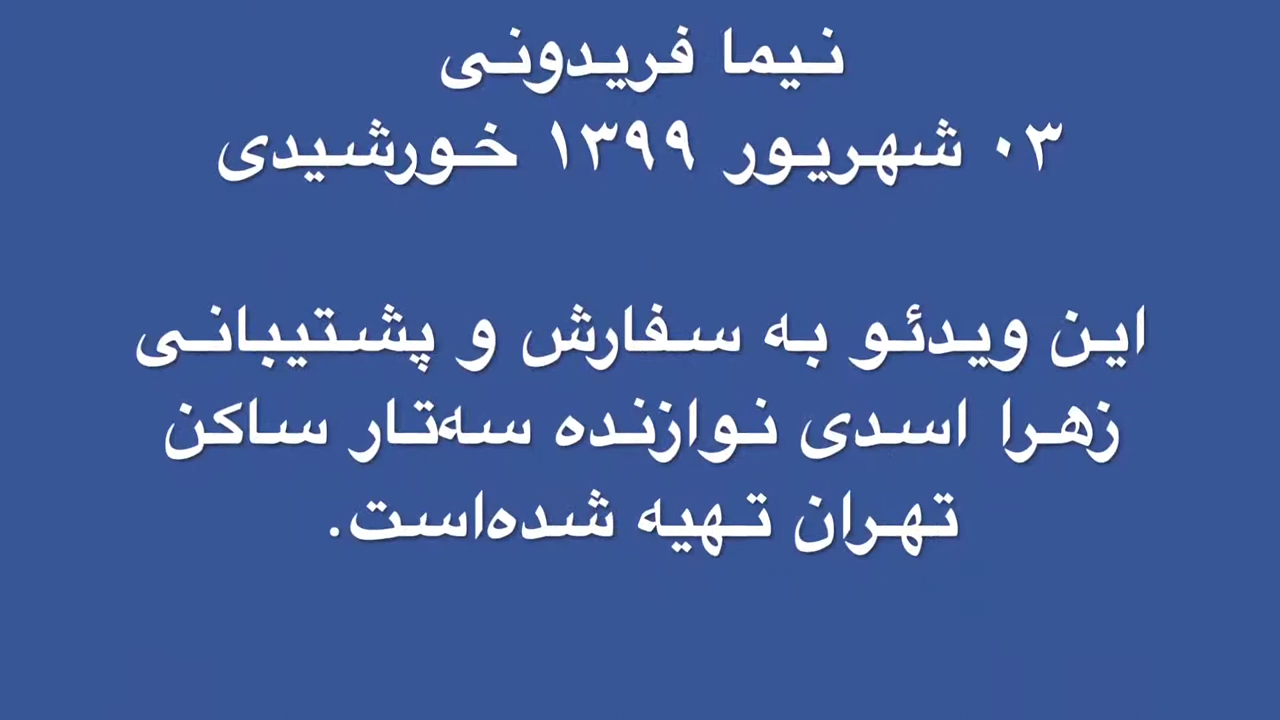 نیما فریدونی
۰۳ شهریور ۱۳۹۹ خورشیدی
این ویدئو به سفارش و پشتیبانی
زهرا اسدی نوازنده سه‌تار ساکن
تهران تهیه شده‌است.